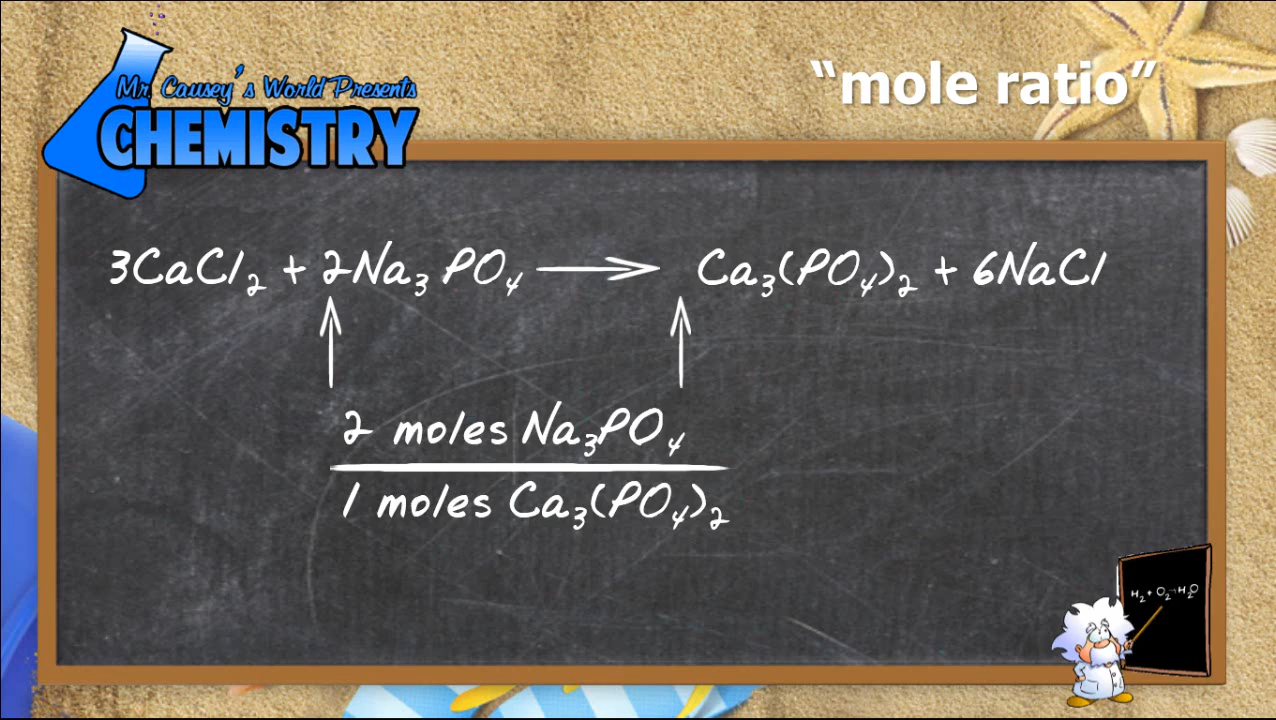 Mr. Causey's World Presents
CHEMISTRY
“mole ratio”
3CaCl₂ + 2Na₃PO₄ ⟶ Ca₃(PO₄)₂ + 6NaCl
2 moles Na₃PO₄
1 moles Ca₃(PO₄)₂
H₂ + O₂→H₂O